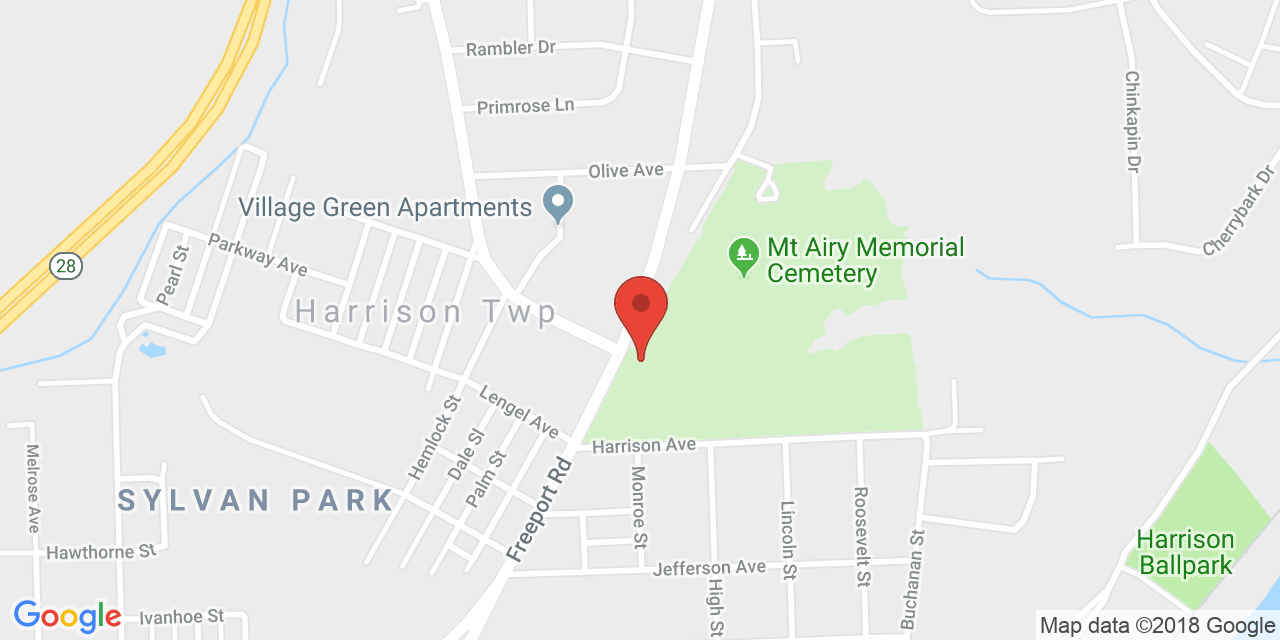 Rambler Dr
Primrose Ln
Chinkapin Dr
Olive Ave
Village Green Apartments
Cherrybark Dr
Parkway Ave
Pearl St
28
Mt Airy Memorial
Cemetery
Harrison Twp
Lengel Ave
Hemlock St
Dale Sl
Palm St
Harrison Ave
Freeport Rd
Monroe St
Melrose Ave
SYLVAN PARK
Lincoln St
Roosevelt St
Buchanan St
Harrison
Ballpark
Hawthorne St
Jefferson Ave
High St
Ivanhoe St
Google
Map data ©2018 Google